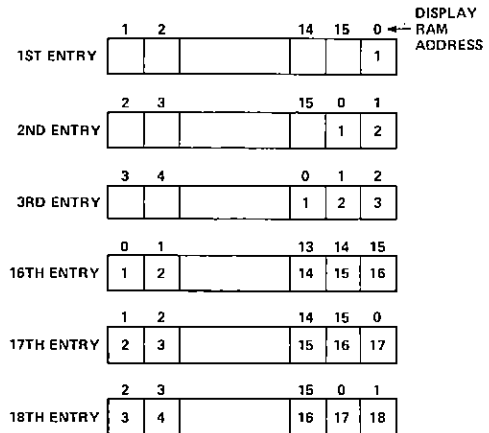 DISPLAY
1 2 14 15 0 RAM
ADDRESS
1ST ENTRY 1
2 3 15 0 1
2ND ENTRY 1 2
3 4 0 1 2
3RD ENTRY 1 2 3
0 1 13 14 15
16TH ENTRY 1 2 14 15 16
1 2 14 15 0
17TH ENTRY 2 3 15 16 17
2 3 15 0 1
18TH ENTRY 3 4 16 17 18